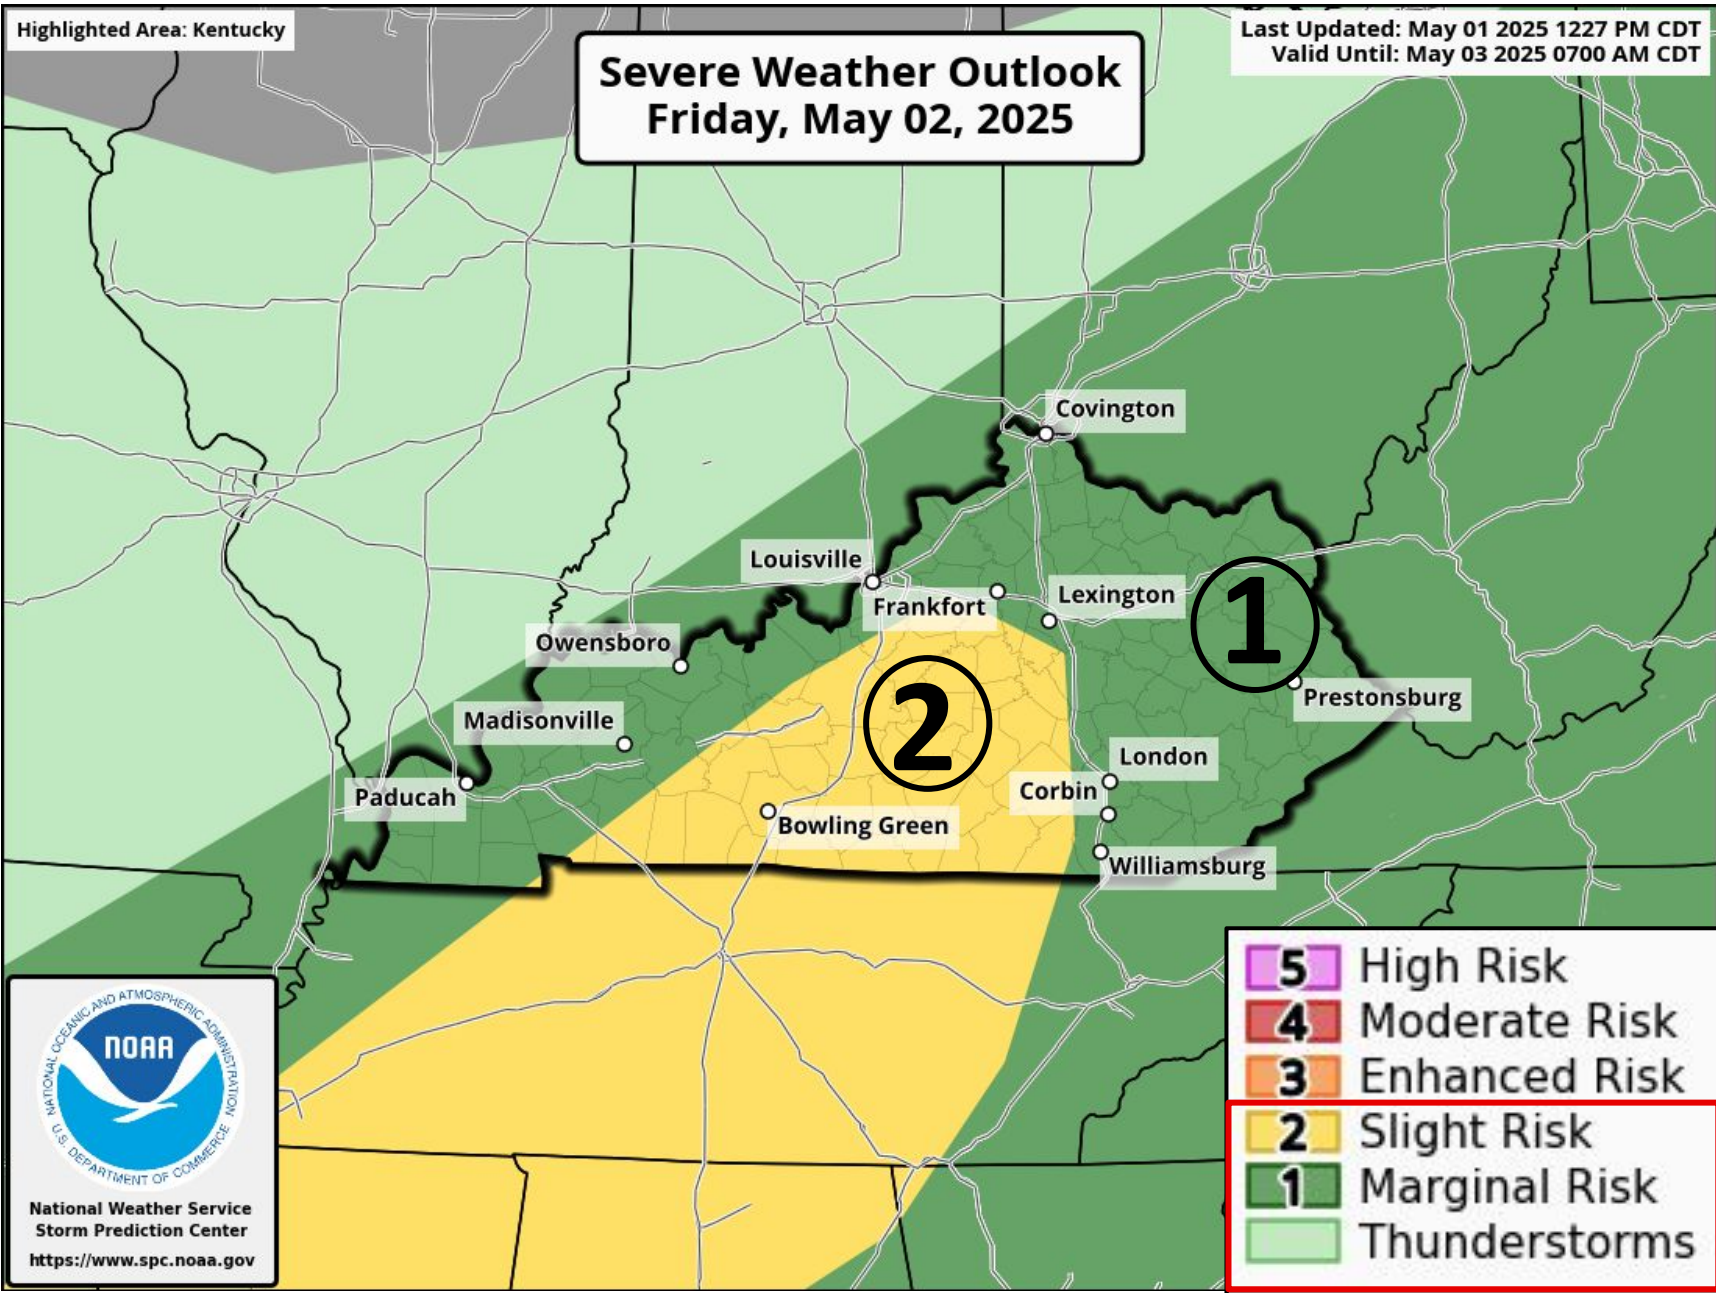 Highlighted Area: Kentucky
Severe Weather Outlook
Friday, May 02, 2025
Last Updated: May 01 2025 1227 PM CDT
Valid Until: May 03 2025 0700 AM CDT
Covington
Louisville
Frankfort
Lexington
1
Owensboro
2
Prestonsburg
Madisonville
London
Paducah
Corbin
Bowling Green
Williamsburg
5 High Risk
4 Moderate Risk
3 Enhanced Risk
2 Slight Risk
1 Marginal Risk
Thunderstorms
NATIONAL OCEANIC AND ATMOSPHERIC ADMINISTRATION
NOAA
U.S. DEPARTMENT OF COMMERCE
National Weather Service
Storm Prediction Center
https://www.spc.noaa.gov